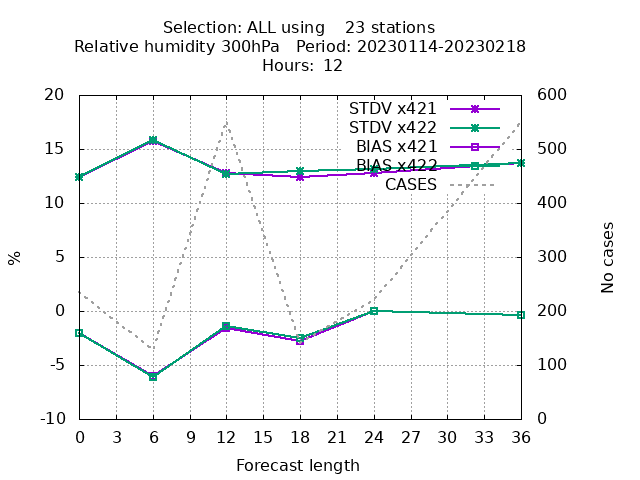 Selection: ALL using    23 stations
Relative humidity 300hPa   Period: 20230114-20230218
Hours: 12
20 600
STDV x421
STDV x422
15 500
BIAS x421
BIAS x422
CASES
10 400
5 300
% No cases
0 200
-5 100
-10 0
0 3 6 9 12 15 18 21 24 27 30 33 36
Forecast length